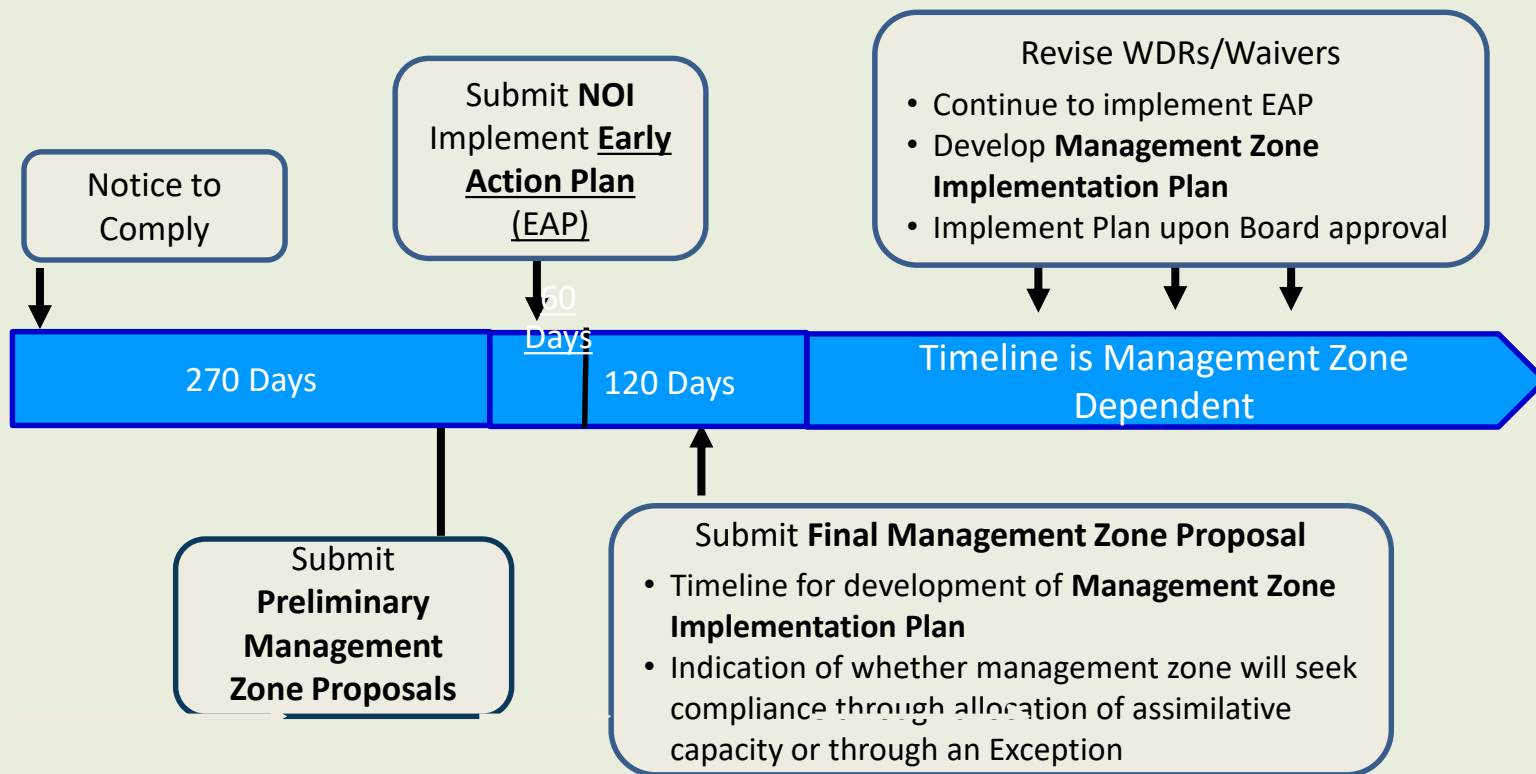 Notice to
Comply
Submit NOI
Implement Early
Action Plan
(EAP)
Revise WDRs/Waivers
• Continue to implement EAP
• Develop Management Zone
Implementation Plan
• Implement Plan upon Board approval
270 Days
60
Days
120 Days
Timeline is Management Zone
Dependent
Submit
Preliminary
Management
Zone Proposals
Submit Final Management Zone Proposal
• Timeline for development of Management Zone
Implementation Plan
• Indication of whether management zone will seek
compliance through allocation of assimilative
capacity or through an Exception